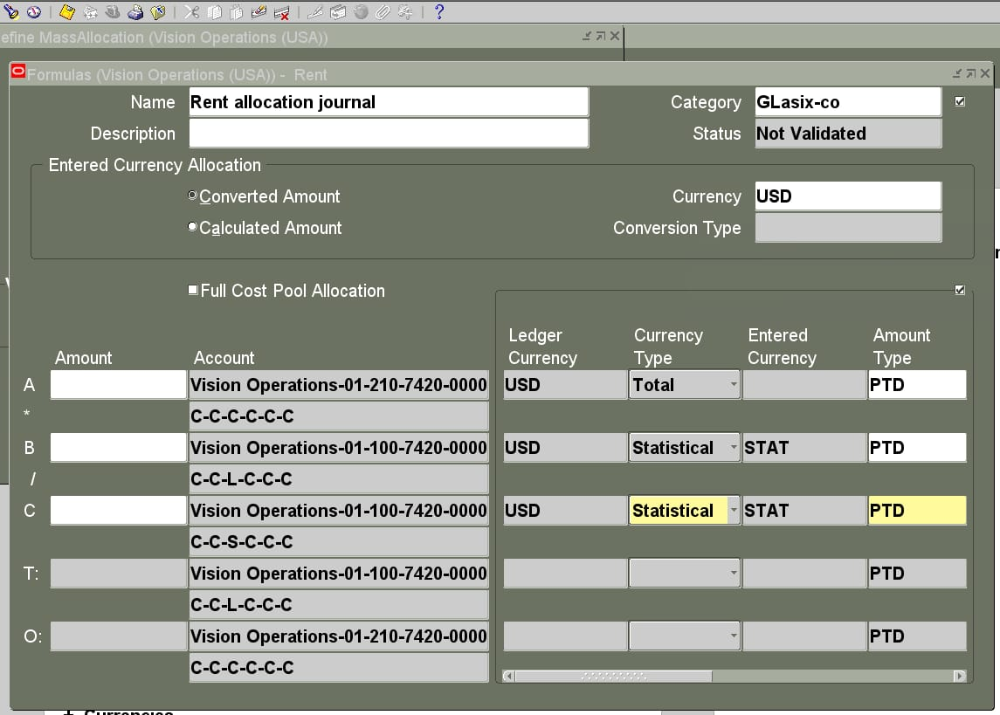 efine MassAllocation (Vision Operations (USA))
Formulas (Vision Operations (USA)) - Rent
Name Rent allocation journal Category GLasix-co
Description Status Not Validated
Entered Currency Allocation
Converted Amount Currency USD
Calculated Amount Conversion Type
Full Cost Pool Allocation
Ledger Currency Entered Amount
Amount Account Currency Type Currency Type
A Vision Operations-01-210-7420-0000 USD Total PTD
* C-C-C-C-C-C
B Vision Operations-01-100-7420-0000 USD Statistical STAT PTD
/ C-C-L-C-C-C
C Vision Operations-01-100-7420-0000 USD Statistical STAT PTD
C-C-S-C-C-C
T: Vision Operations-01-100-7420-0000 PTD
C-C-L-C-C-C
O: Vision Operations-01-210-7420-0000 PTD
C-C-C-C-C-C